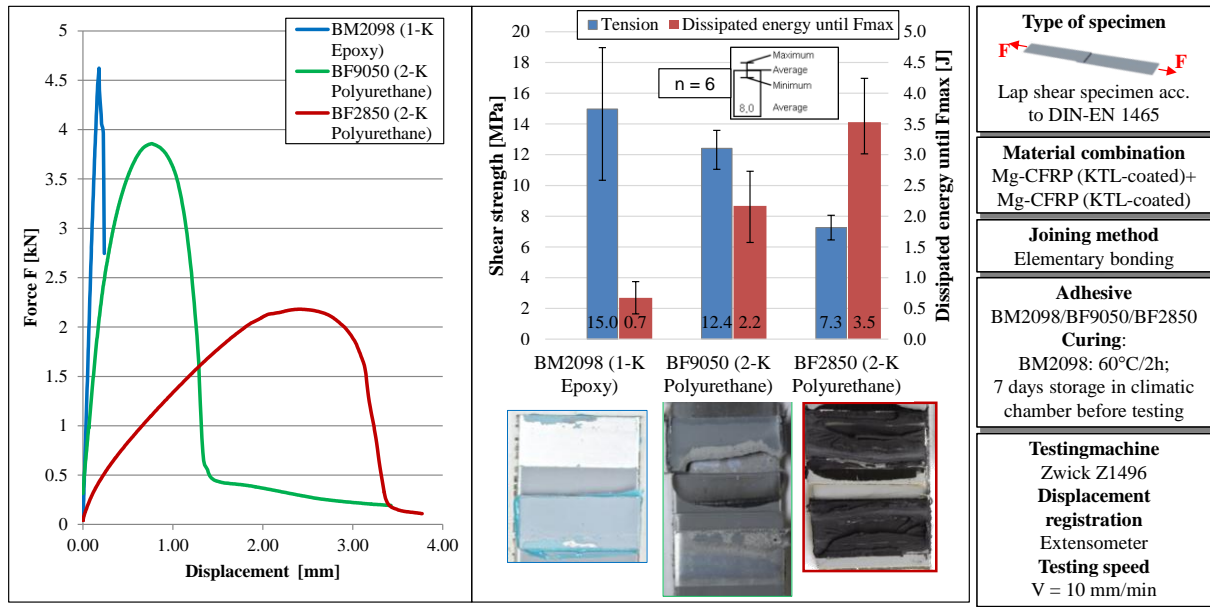 5
4.5
4
3.5
3
2.5
2
1.5
1
0.5
0
Force F [kN]
0.00
1.00
2.00
3.00
4.00
Displacement [mm]
BM2098 (1-K
Epoxy)
BF9050 (2-K
Polyurethane)
BF2850 (2-K
Polyurethane)
Tension
Dissipated energy until Fmax
20
18
16
14
12
10
8
6
4
2
0
Shear strength [MPa]
n = 6
Maximum
Average
Minimum
8,0
Average
5.0
4.5
4.0
3.5
3.0
2.5
2.0
1.5
1.0
0.5
0.0
Dissipated energy until Fmax [J]
15.0
0.7
12.4
2.2
7.3
3.5
BM2098 (1-K
Epoxy)
BF9050 (2-K
Polyurethane)
BF2850 (2-K
Polyurethane)
Type of specimen
F
F
Lap shear specimen acc.
to DIN-EN 1465
Material combination
Mg-CFRP (KTL-coated)+
Mg-CFRP (KTL-coated)
Joining method
Elementary bonding
Adhesive
BM2098/BF9050/BF2850
Curing:
BM2098: 60°C/2h;
7 days storage in climatic
chamber before testing
Testingmachine
Zwick Z1496
Displacement
registration
Extensometer
Testing speed
V = 10 mm/min